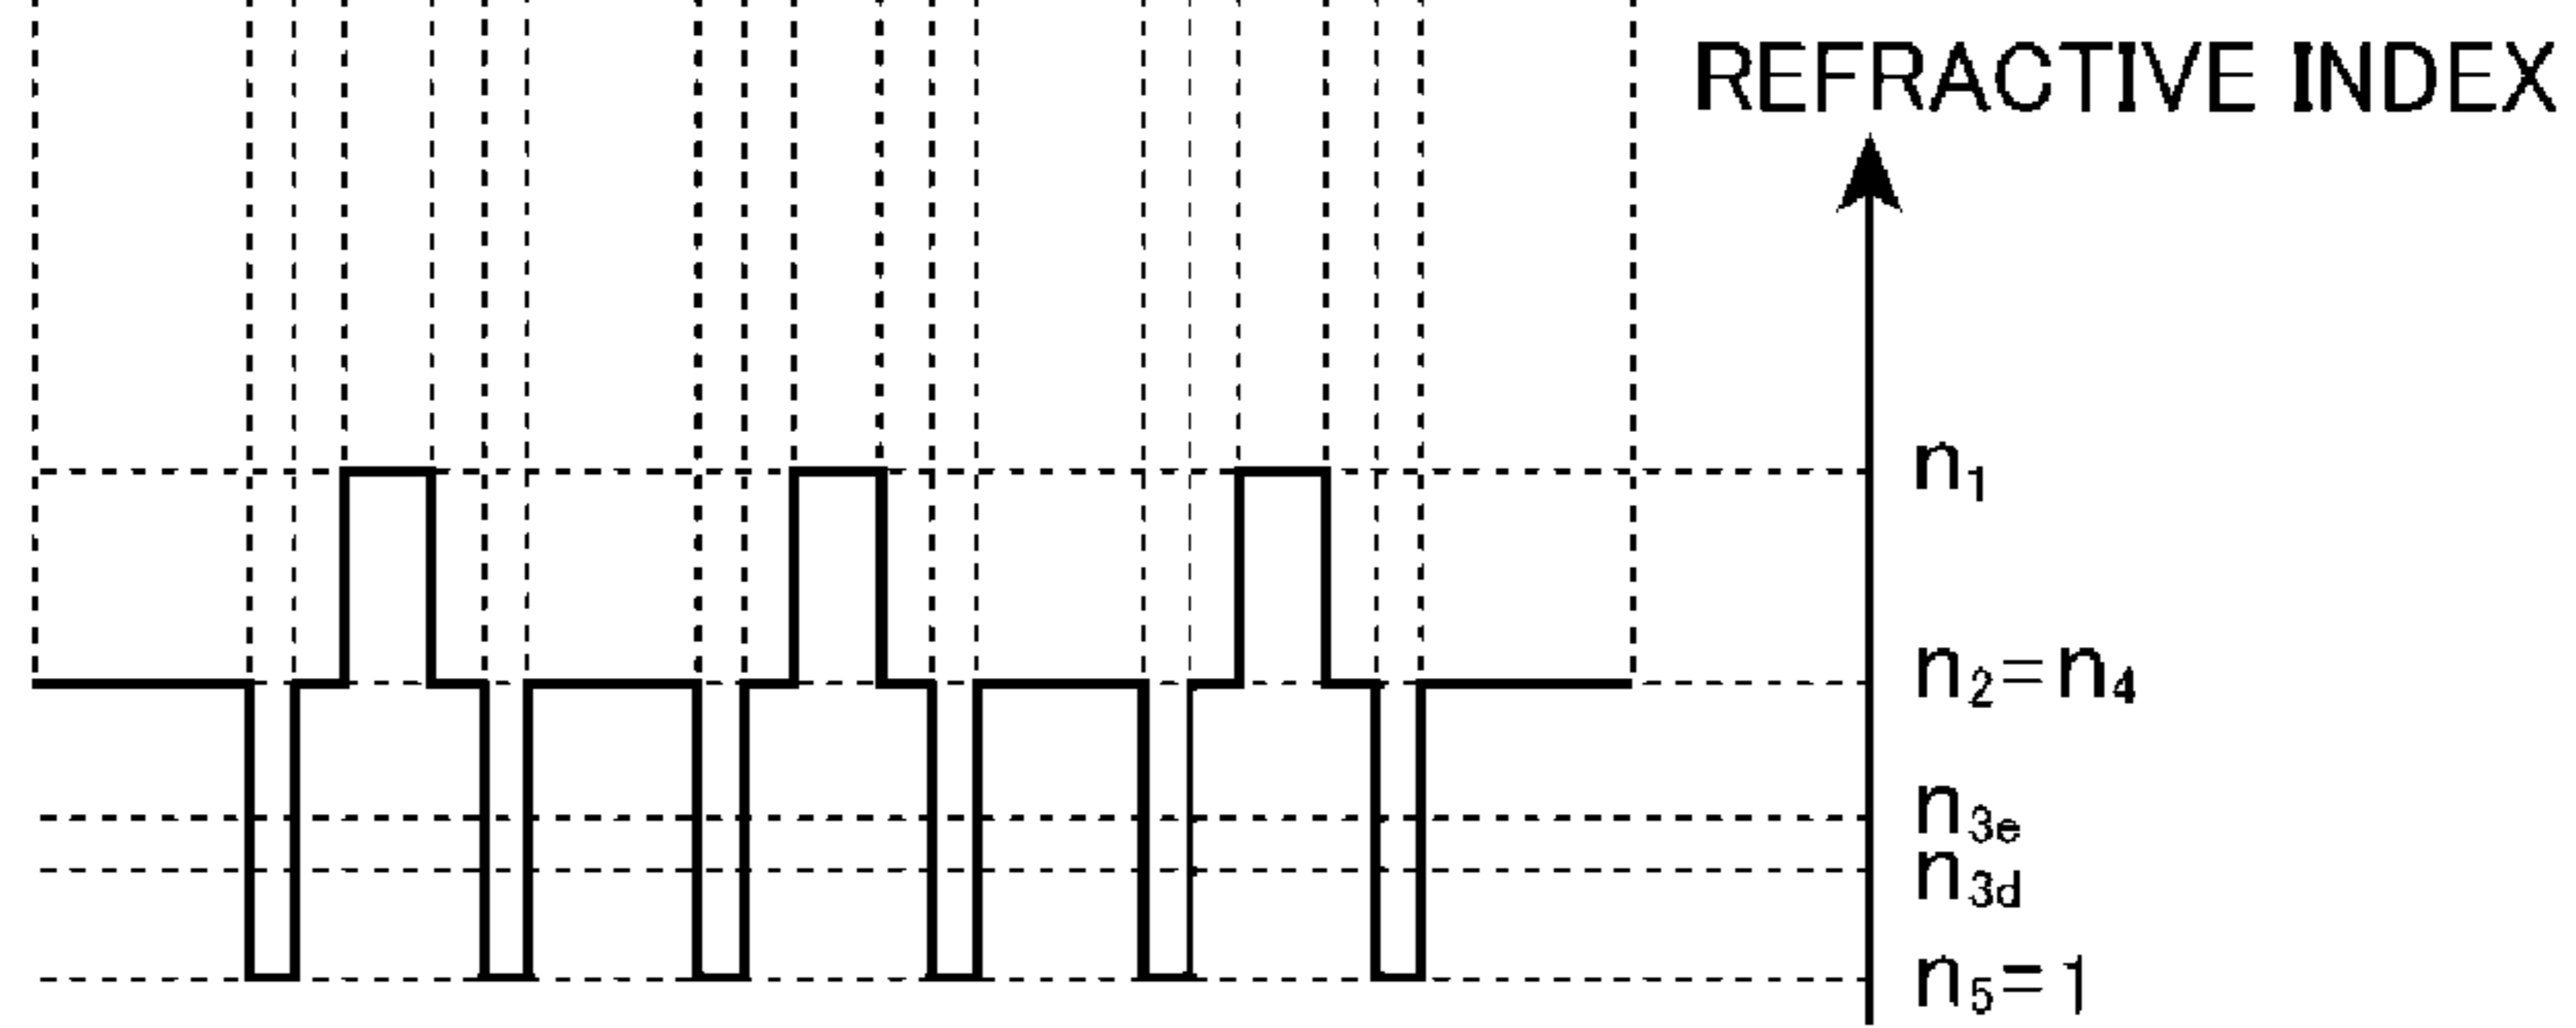 REFRACTIVE INDEX
n₁
n₂=n₄
n₃ₑ
n₃d
n₅=1